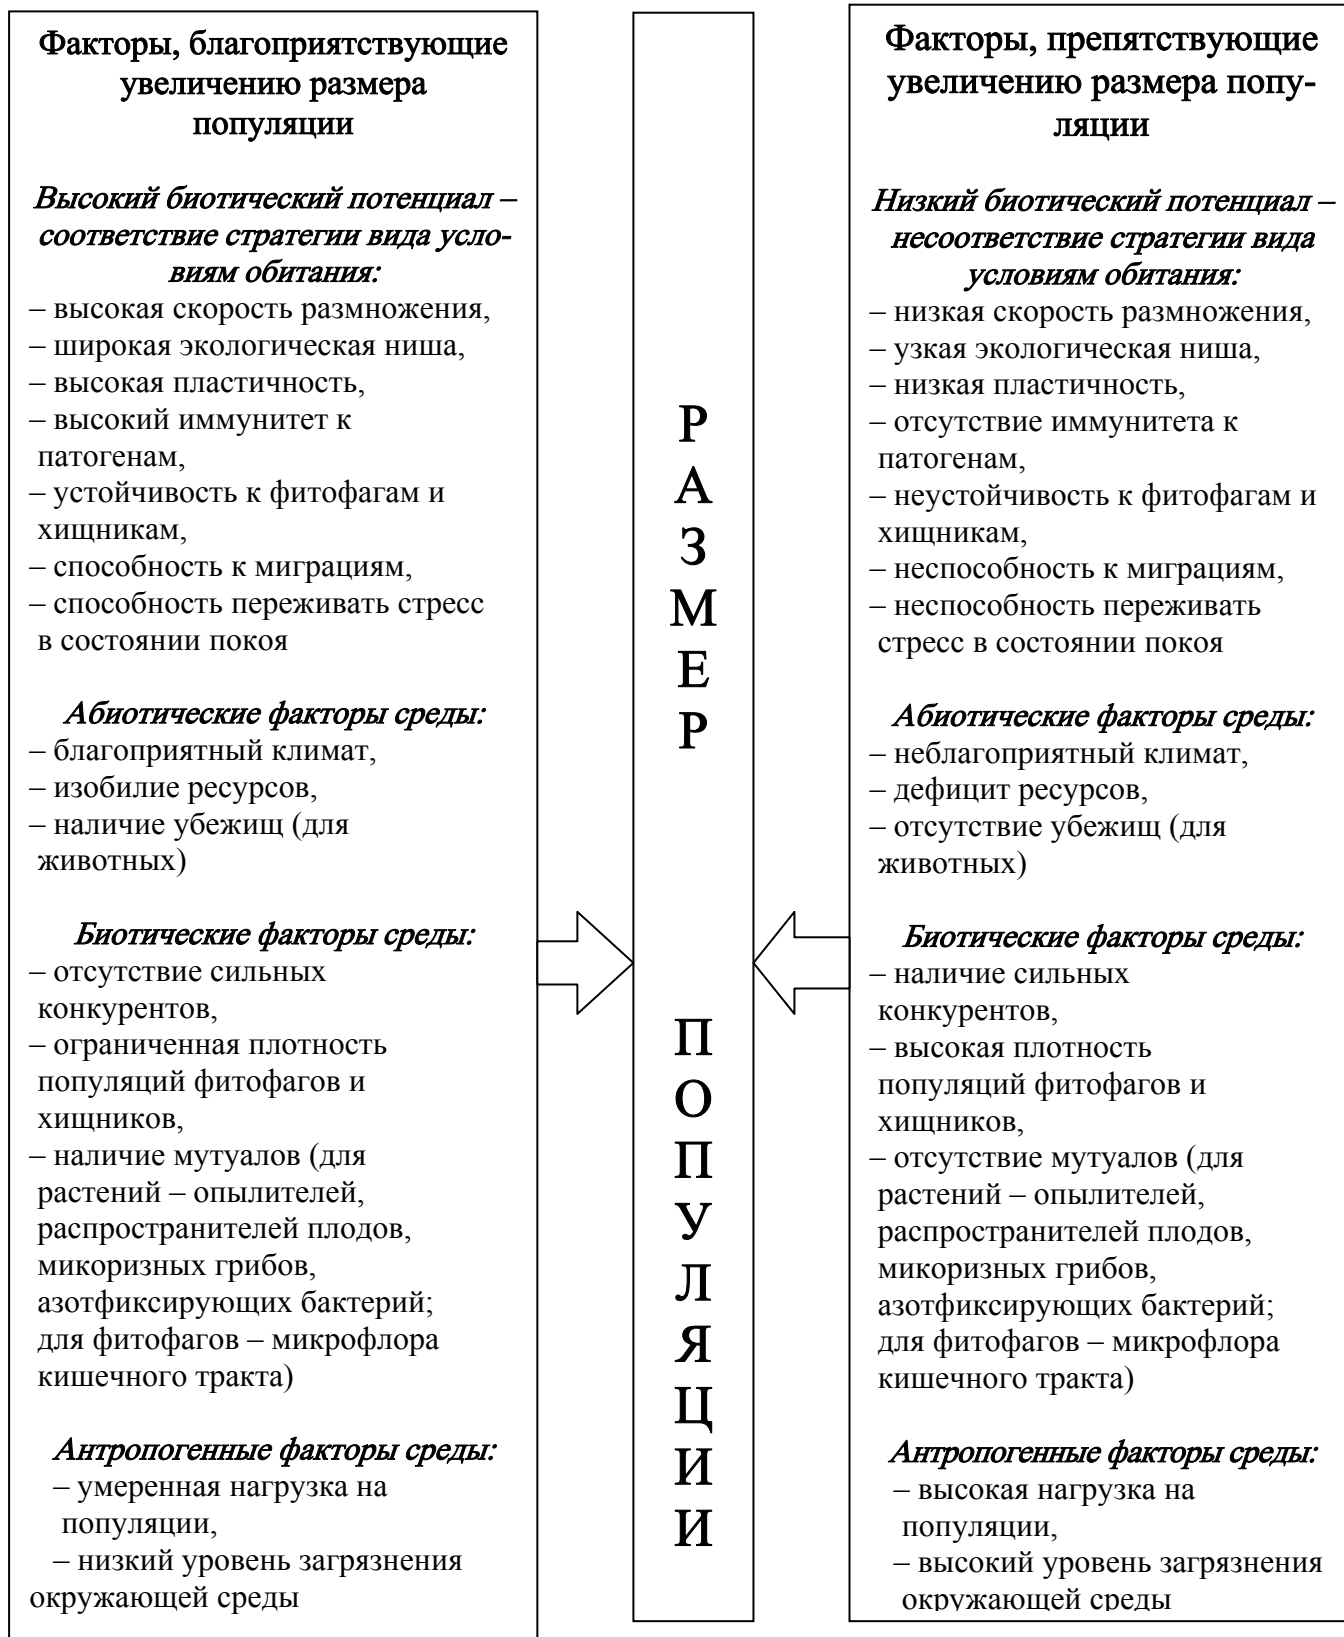 Факторы, благоприятствующие
увеличению размера
популяции
Высокий биотический потенциал –
соответствие стратегии вида усло-
виям обитания:
– высокая скорость размножения,
– широкая экологическая ниша,
– высокая пластичность,
– высокий иммунитет к
патогенам,
– устойчивость к фитофагам и
хищникам,
– способность к миграциям,
– способность переживать стресс
в состоянии покоя
Абиотические факторы среды:
– благоприятный климат,
– изобилие ресурсов,
– наличие убежищ (для
животных)
Биотические факторы среды:
– отсутствие сильных
конкурентов,
– ограниченная плотность
популяций фитофагов и
хищников,
– наличие мутуалов (для
растений – опылителей,
распространителей плодов,
микоризных грибов,
азотфиксирующих бактерий;
для фитофагов – микрофлора
кишечного тракта)
Антропогенные факторы среды:
– умеренная нагрузка на
популяции,
– низкий уровень загрязнения
окружающей среды
РАЗМЕР ПОПУЛЯЦИИ
Факторы, препятствующие
увеличению размера попу-
ляции
Низкий биотический потенциал –
несоответствие стратегии вида
условиям обитания:
– низкая скорость размножения,
– узкая экологическая ниша,
– низкая пластичность,
– отсутствие иммунитета к
патогенам,
– неустойчивость к фитофагам и
хищникам,
– неспособность к миграциям,
– неспособность переживать
стресс в состоянии покоя
Абиотические факторы среды:
– неблагоприятный климат,
– дефицит ресурсов,
– отсутствие убежищ (для
животных)
Биотические факторы среды:
– наличие сильных
конкурентов,
– высокая плотность
популяций фитофагов и
хищников,
– отсутствие мутуалов (для
растений – опылителей,
распространителей плодов,
микоризных грибов,
азотфиксирующих бактерий;
для фитофагов – микрофлора
кишечного тракта)
Антропогенные факторы среды:
– высокая нагрузка на
популяции,
– высокий уровень загрязнения
окружающей среды